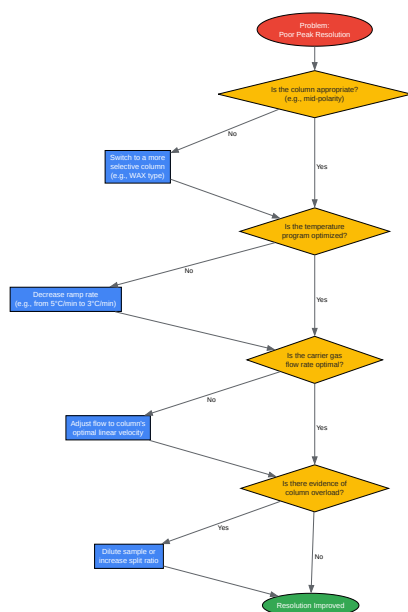 Problem:
Poor Peak Resolution
Is the column appropriate?
(e.g., mid-polarity)
No
Yes
Switch to a more
selective column
(e.g., WAX type)
Is the temperature
program optimized?
No
Yes
Decrease ramp rate
(e.g., from 5°C/min to 3°C/min)
Is the carrier gas
flow rate optimal?
No
Yes
Adjust flow to column's
optimal linear velocity
Is there evidence of
column overload?
Yes
No
Dilute sample or
increase split ratio
Resolution Improved